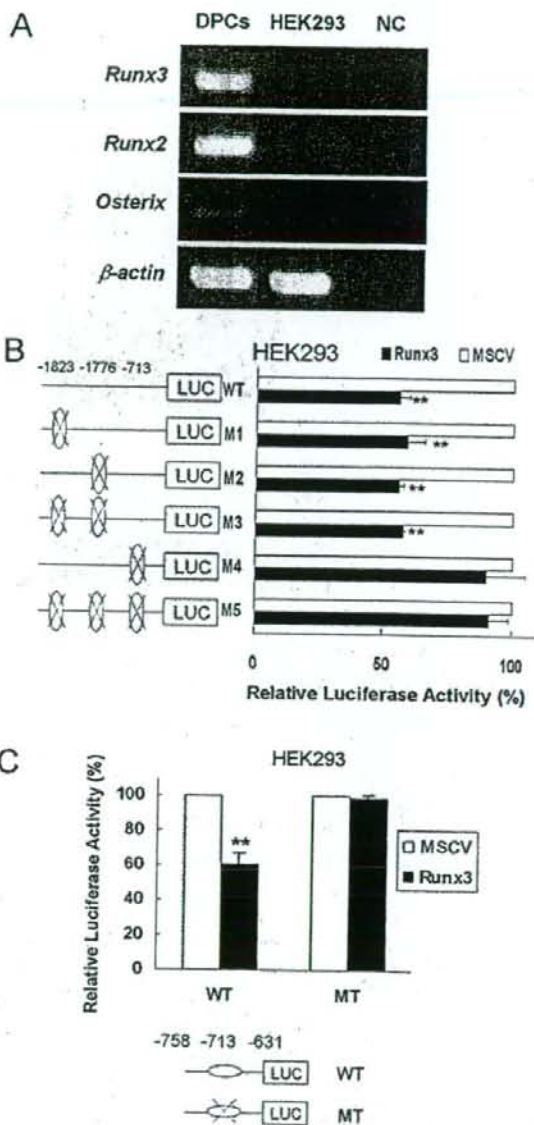 A
DPCs HEK293 NC
Runx3
Runx2
Osterix
β-actin
B
-1823 -1776 -713
HEK293
Runx3 MSCV
LUC WT **
LUC M1 **
LUC M2 **
LUC M3 **
LUC M4
LUC M5
0 50 100
Relative Luciferase Activity (%)
C
HEK293
Relative Luciferase Activity (%)
100
80
60
40
20
0
**
MSCV
Runx3
WT MT
-758 -713 -631
LUC WT
LUC MT